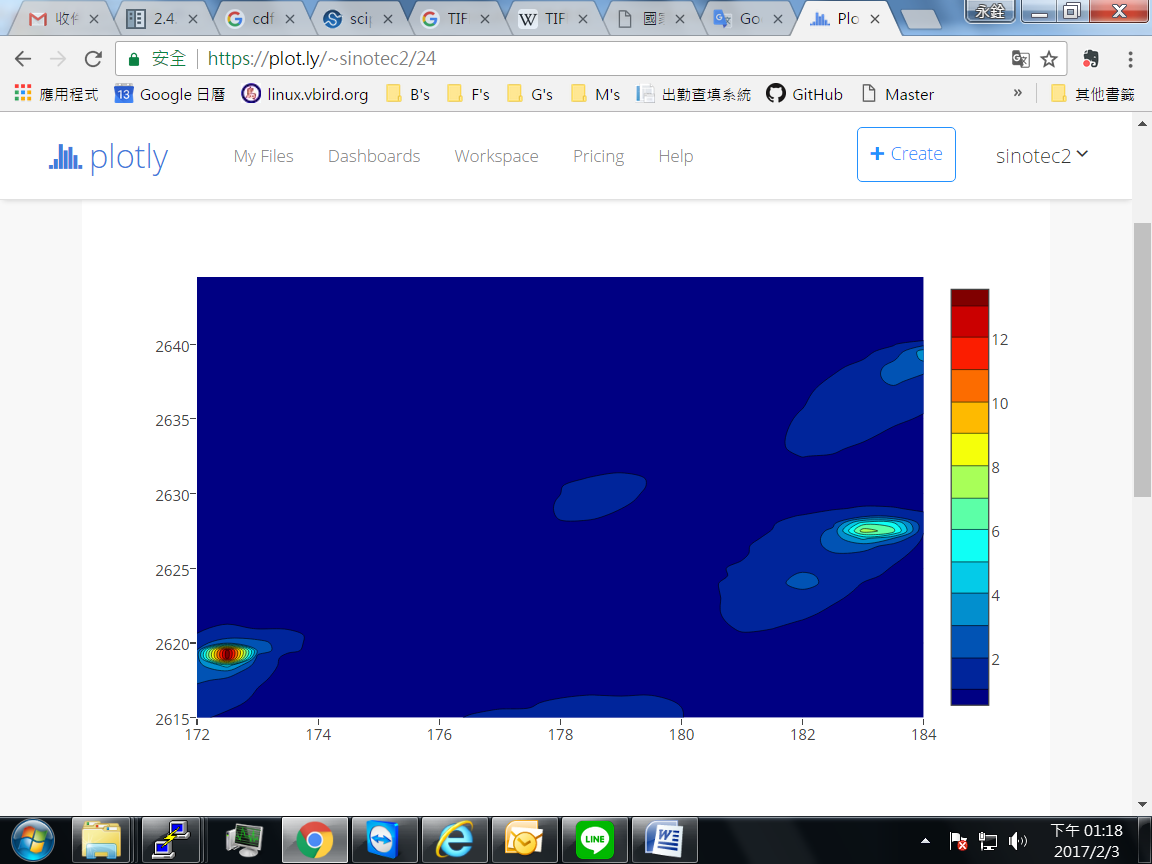 永銓
收件
2.4.
cdf
scip
TIF
TIF
國家
Go
Plo
安全 https://plot.ly/~sinotec2/24
應用程式 13 Google 日曆 linux.vbird.org B's F's G's M's 出勤查填系統 GitHub Master » 其他書籤
plotly My Files Dashboards Workspace Pricing Help + Create sinotec2
2640
2635
2630
2625
2620
2615
172 174 176 178 180 182 184
12
10
8
6
4
2
LINE
下午 01:18
2017/2/3